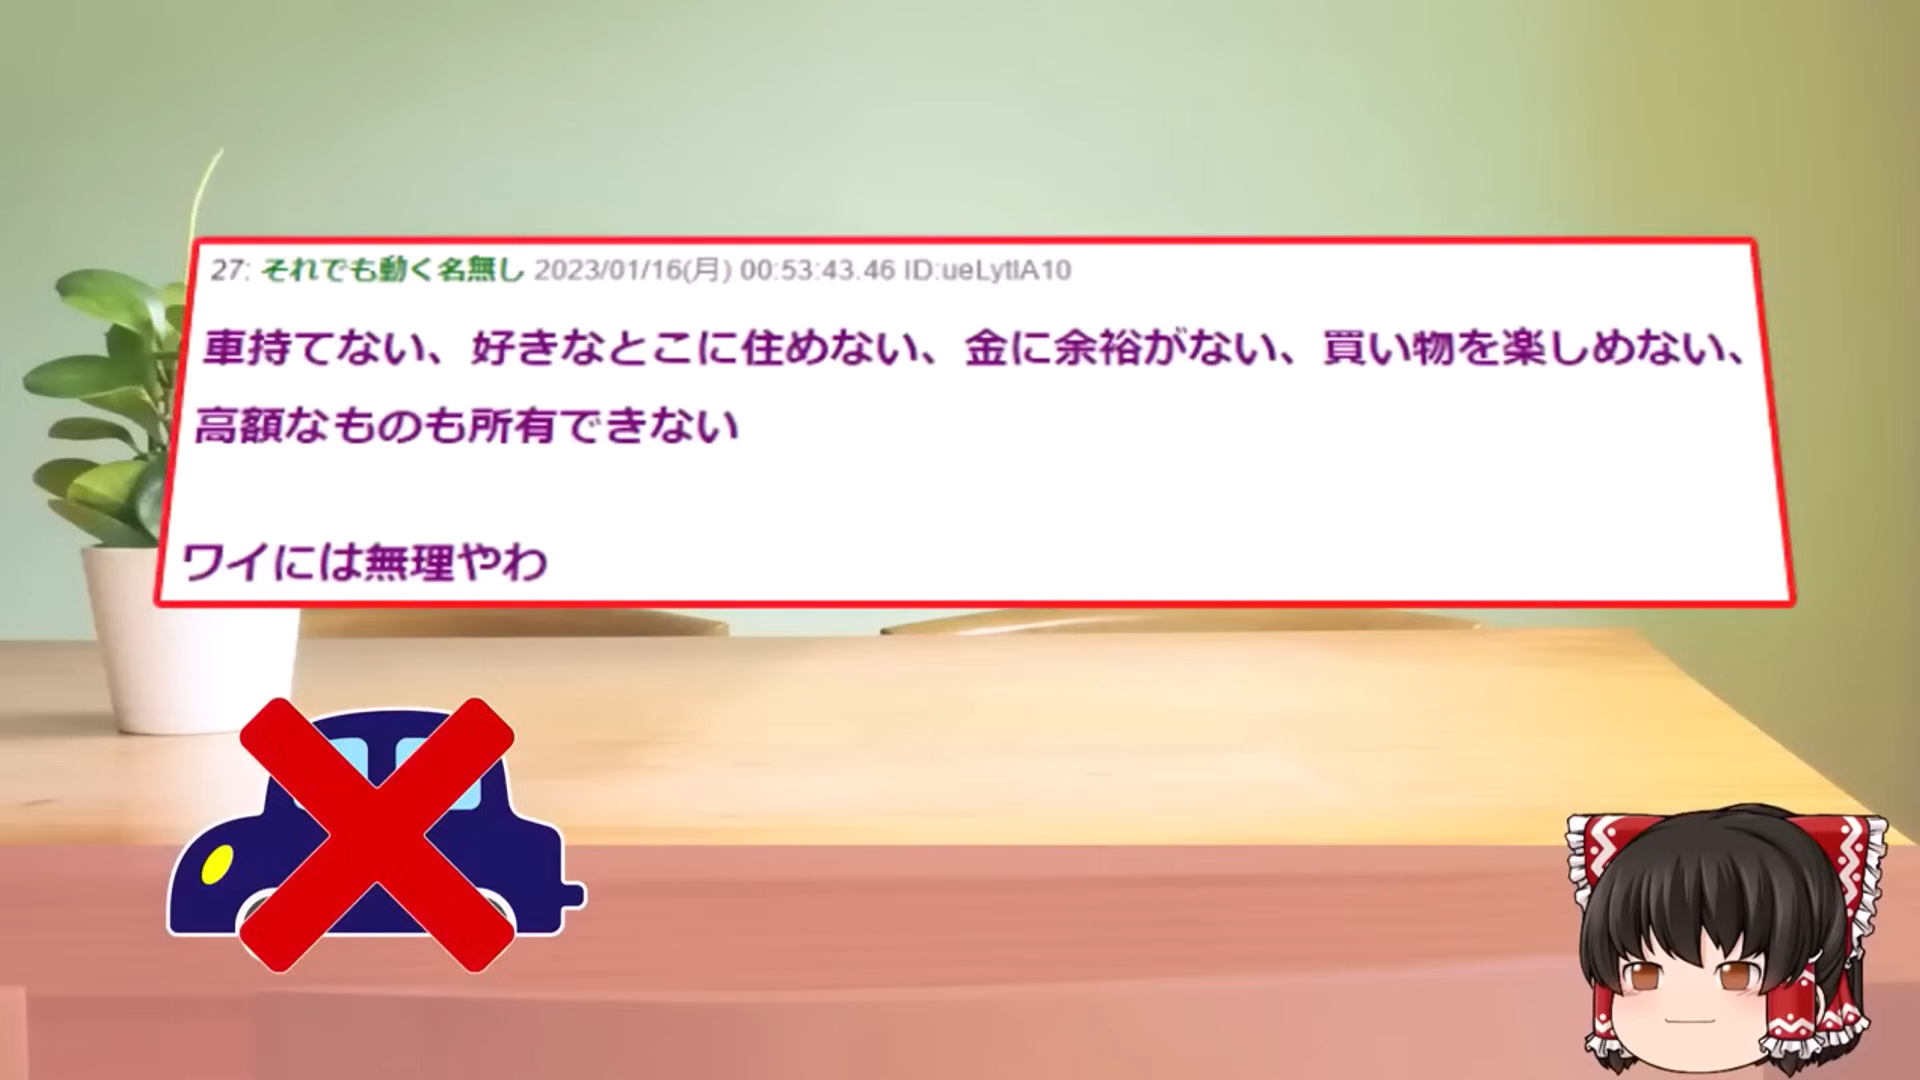 27: それでも動く名無し 2023/01/16(月) 00:53:43.46 ID:ueLytlA10
車持てない、好きなとこに住めない、金に余裕がない、買い物を楽しめない、
高額なものも所有できない
ワイには無理やわ